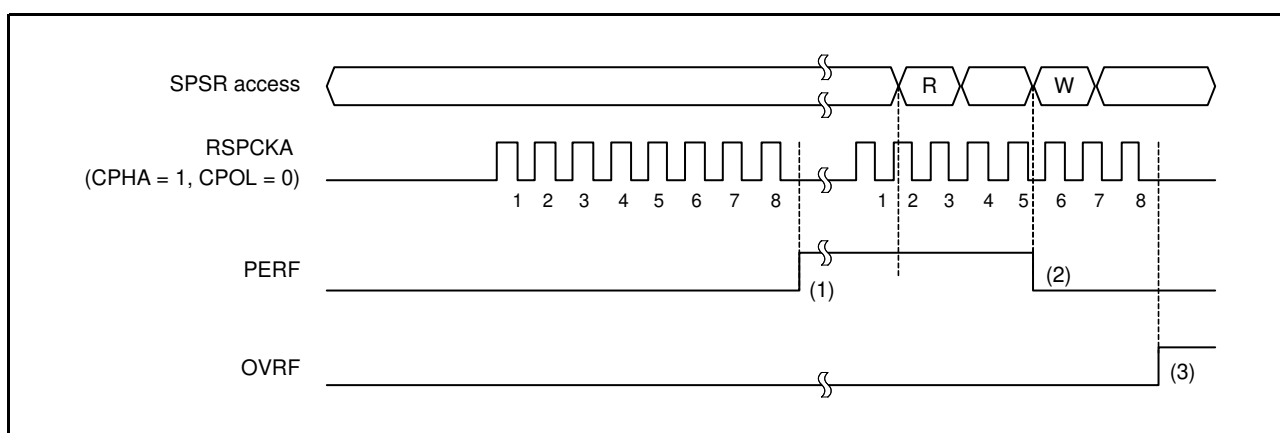 SPSR access
R
W
RSPCKA
(CPHA = 1, CPOL = 0)
1 2 3 4 5 6 7 8 1 2 3 4 5 6 7 8
PERF
(1)
(2)
OVRF
(3)